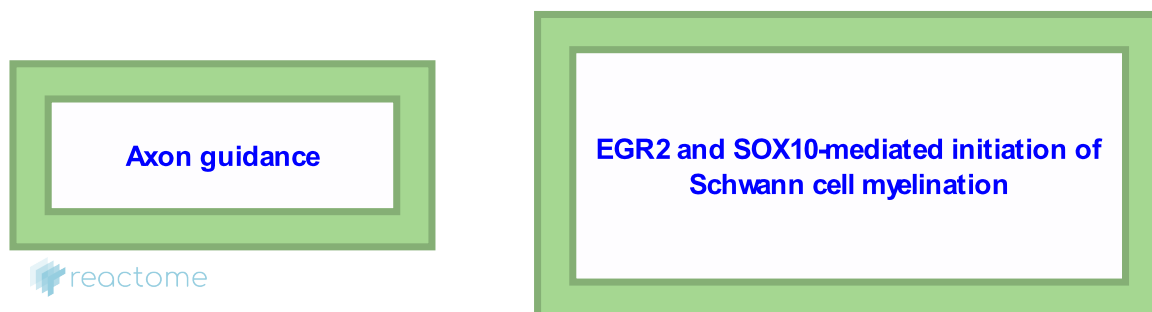 Axon guidance
EGR2 and SOX10-mediated initiation of
Schwann cell myelination
reactome